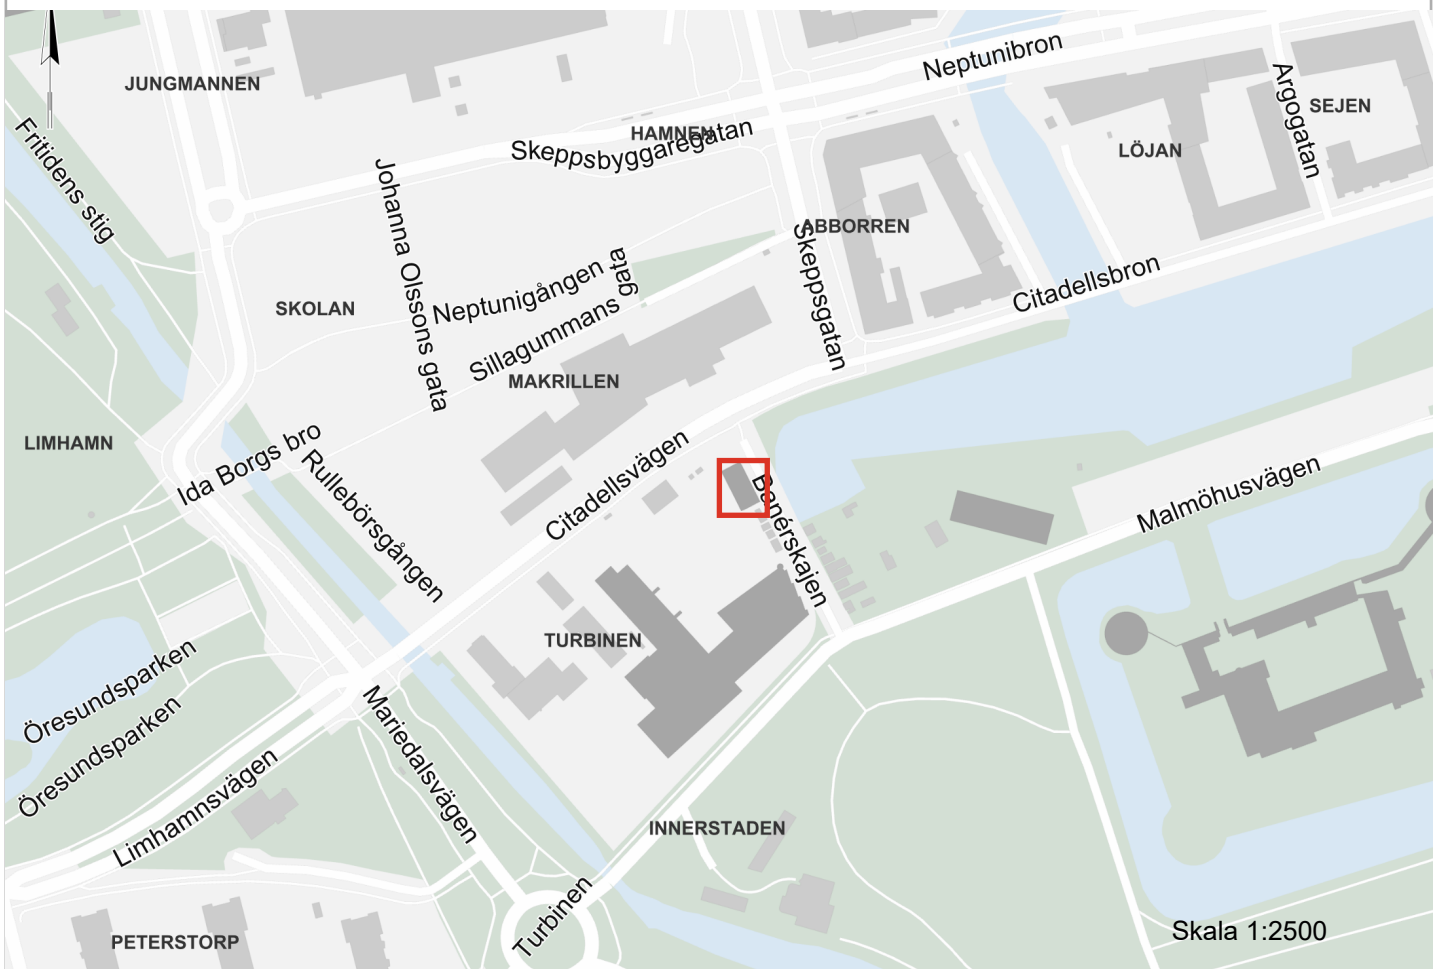 Neptunibron
JUNGMANNEN
Argogatan
SEJEN
HAMNEN
Skeppsbyggaregatan
LÖJAN
Fritidens stig
Johanna Olssons gata
ABBORREN
Skeppsgatan
gata
Neptunigången
Citadellsbron
SKOLAN
Sillagummans
MAKRILLEN
LIMHAMN
Ida Borgs bro
Rullebörsgången
Citadellsvägen
Banérskajen
Malmöhusvägen
TURBINEN
Öresundsparken
Öresundsparken
Mariedalsvägen
Limhamnsvägen
INNERSTADEN
Turbinen
PETERSTORP
Skala 1:2500